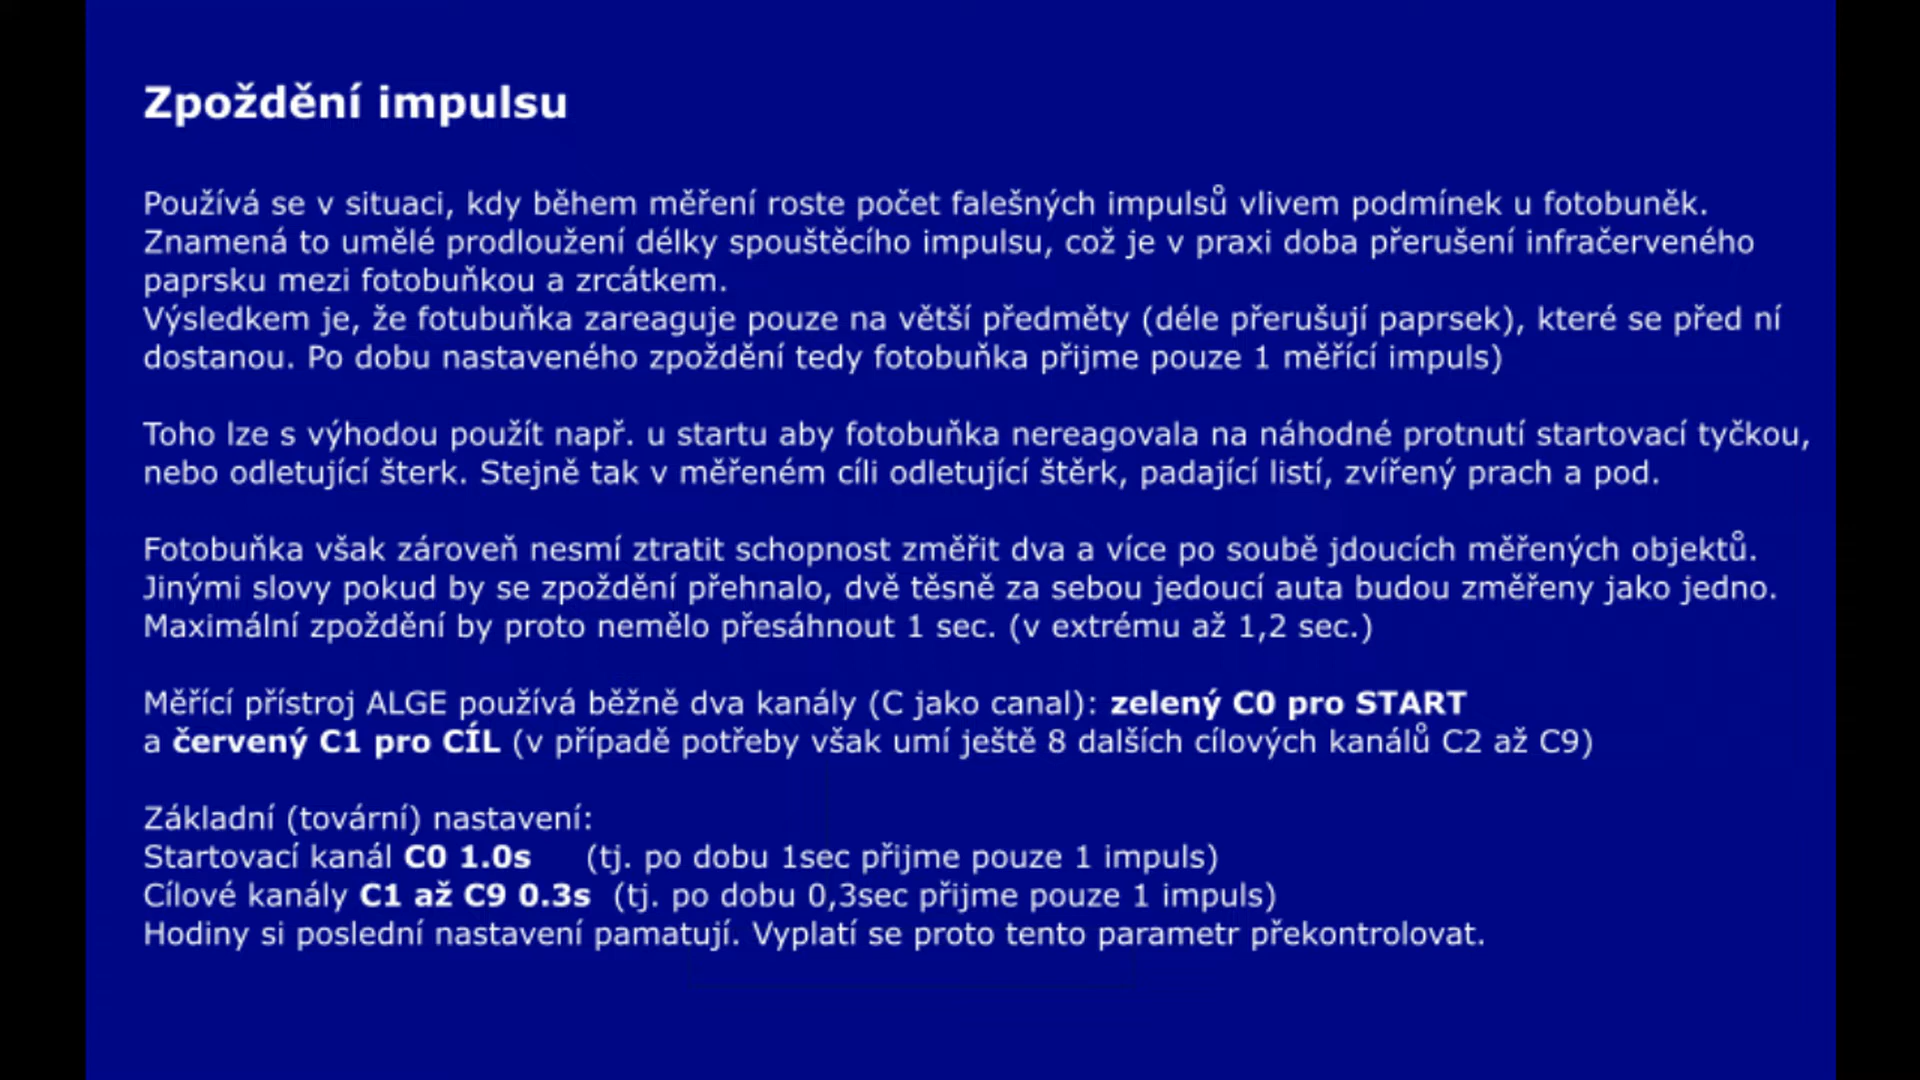 Zpoždění impulsu
Používá se v situaci, kdy během měření roste počet falešných impulsů vlivem podmínek u fotobuněk.
Znamená to umělé prodloužení délky spouštěcího impulsu, což je v praxi doba přerušení infračerveného
paprsku mezi fotobuňkou a zrcátkem.
Výsledkem je, že fotubuňka zareaguje pouze na větší předměty (déle přerušují paprsek), které se před ní
dostanou. Po dobu nastaveného zpoždění tedy fotobuňka přijme pouze 1 měřící impuls)
Toho lze s výhodou použít např. u startu aby fotobuňka nereagovala na náhodné protnutí startovací tyčkou,
nebo odletující šterk. Stejně tak v měřeném cíli odletující štěrk, padající listí, zvířený prach a pod.
Fotobuňka však zároveň nesmí ztratit schopnost změřit dva a více po soubě jdoucích měřených objektů.
Jinými slovy pokud by se zpoždění přehnalo, dvě těsně za sebou jedoucí auta budou změřeny jako jedno.
Maximální zpoždění by proto nemělo přesáhnout 1 sec. (v extrému až 1,2 sec.)
Měřící přístroj ALGE používá běžně dva kanály (C jako canal): zelený C0 pro START
a červený C1 pro CÍL (v případě potřeby však umí ještě 8 dalších cílových kanálů C2 až C9)
Základní (tovární) nastavení:
Startovací kanál C0 1.0s (tj. po dobu 1sec přijme pouze 1 impuls)
Cílové kanály C1 až C9 0.3s (tj. po dobu 0,3sec přijme pouze 1 impuls)
Hodiny si poslední nastavení pamatují. Vyplatí se proto tento parametr překontrolovat.